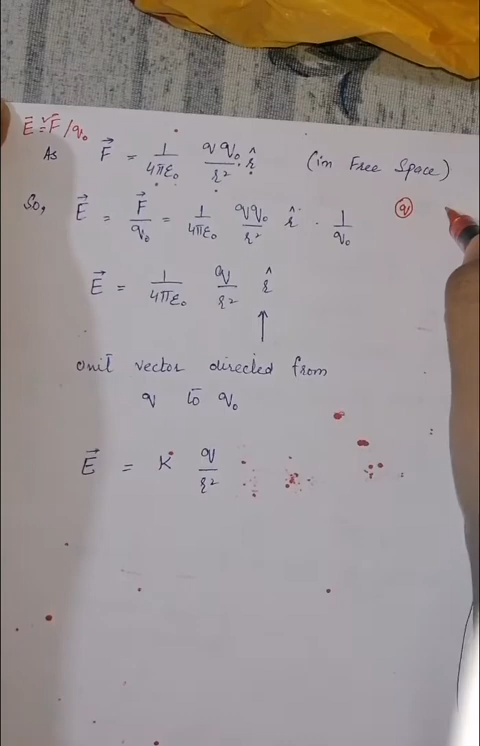 E⃗ = F⃗/q₀
As F⃗ = 1/4πε₀ qq₀/r² r̂ (in Free Space)
So, E⃗ = F⃗/q₀ = 1/4πε₀ qq₀/r² r̂ · 1/q₀
q
E⃗ = 1/4πε₀ q/r² r̂
↑
unit vector directed from
q to q₀
E⃗ = K q/r²